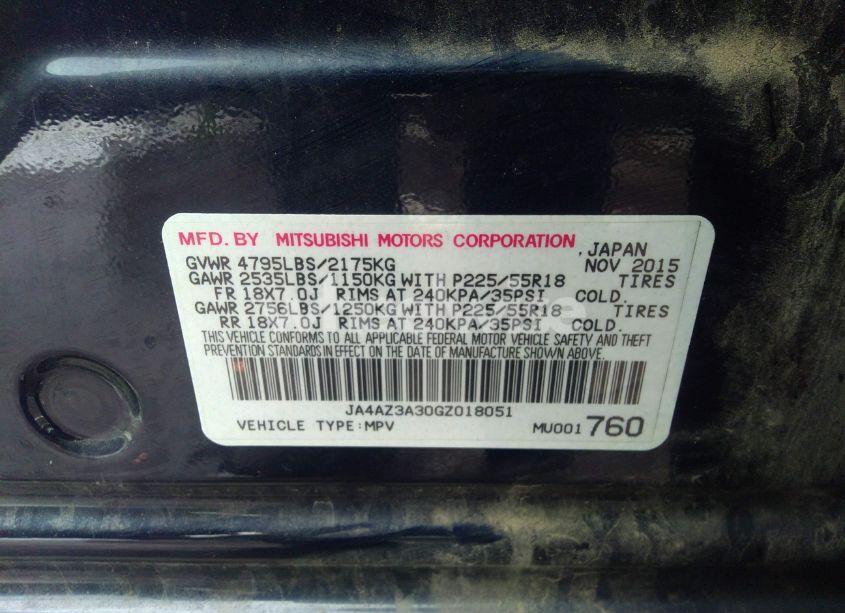 MFD. BY MITSUBISHI MOTORS CORPORATION , JAPAN
GVWR 4795LBS/2175KG NOV 2015
GAWR 2535LBS/1150KG WITH P225/55R18 TIRES
FR 18X7.0J RIMS AT 240KPA/35PSI COLD.
GAWR 2756LBS/1250KG WITH P225/55R18 TIRES
RR 18X7.0J RIMS AT 240KPA/35PSI COLD.
THIS VEHICLE CONFORMS TO ALL APPLICABLE FEDERAL MOTOR VEHICLE SAFETY AND THEFT
PREVENTION STANDARDS IN EFFECT ON THE DATE OF MANUFACTURE SHOWN ABOVE.
JA4AZ3A30GZ018051
VEHICLE TYPE:MPV MU001 760